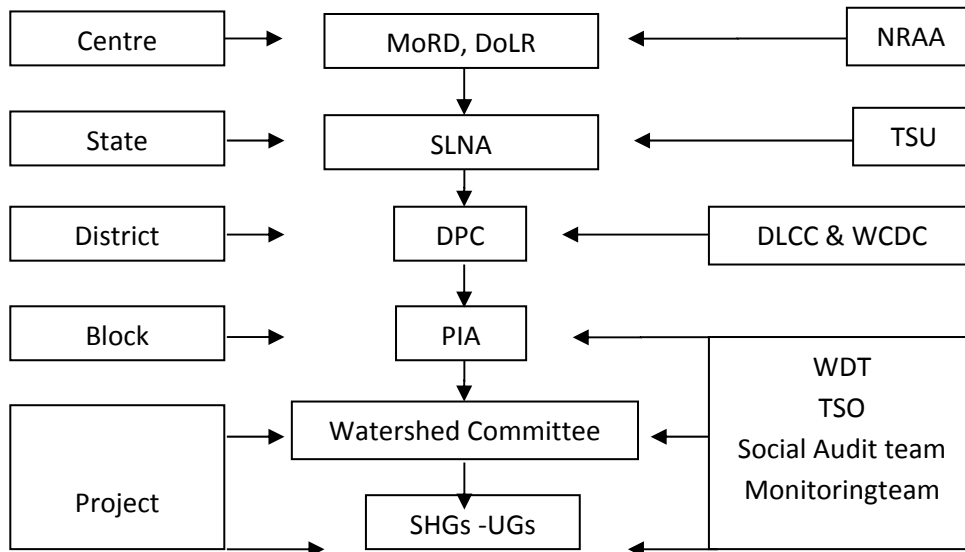 Centre
MoRD, DoLR
NRAA
State
SLNA
TSU
District
DPC
DLCC & WCDC
Block
PIA
WDT
TSO
Social Audit team
Monitoringteam
Watershed Committee
Project
SHGs -UGs